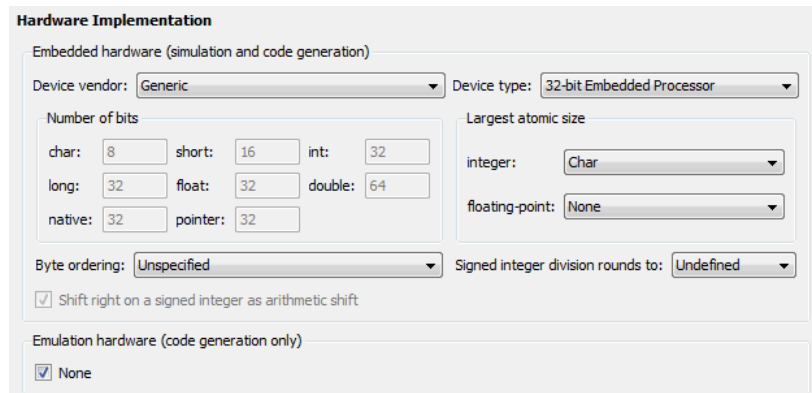 Hardware Implementation
Embedded hardware (simulation and code generation)
Device vendor: Generic Device type: 32-bit Embedded Processor
Number of bits Largest atomic size
char: 8 short: 16 int: 32
integer: Char
long: 32 float: 32 double: 64
floating-point: None
native: 32 pointer: 32
Byte ordering: Unspecified Signed integer division rounds to: Undefined
Shift right on a signed integer as arithmetic shift
Emulation hardware (code generation only)
None